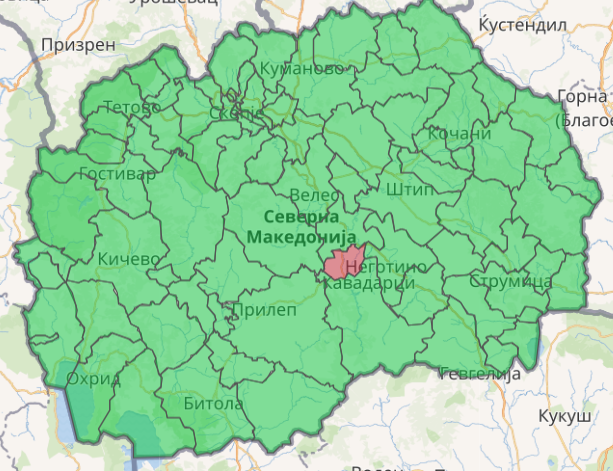 Урошевац
Призрен
Кустендил
Куманово
Горна
Тетово
Скопје
(Благое
Кочани
Гостивар
Велес
Штип
Северна
Македонија
Кичево
Неготино
Кавадарци
Струмица
Прилеп
Гевгелија
Охрид
Битола
Кукуш